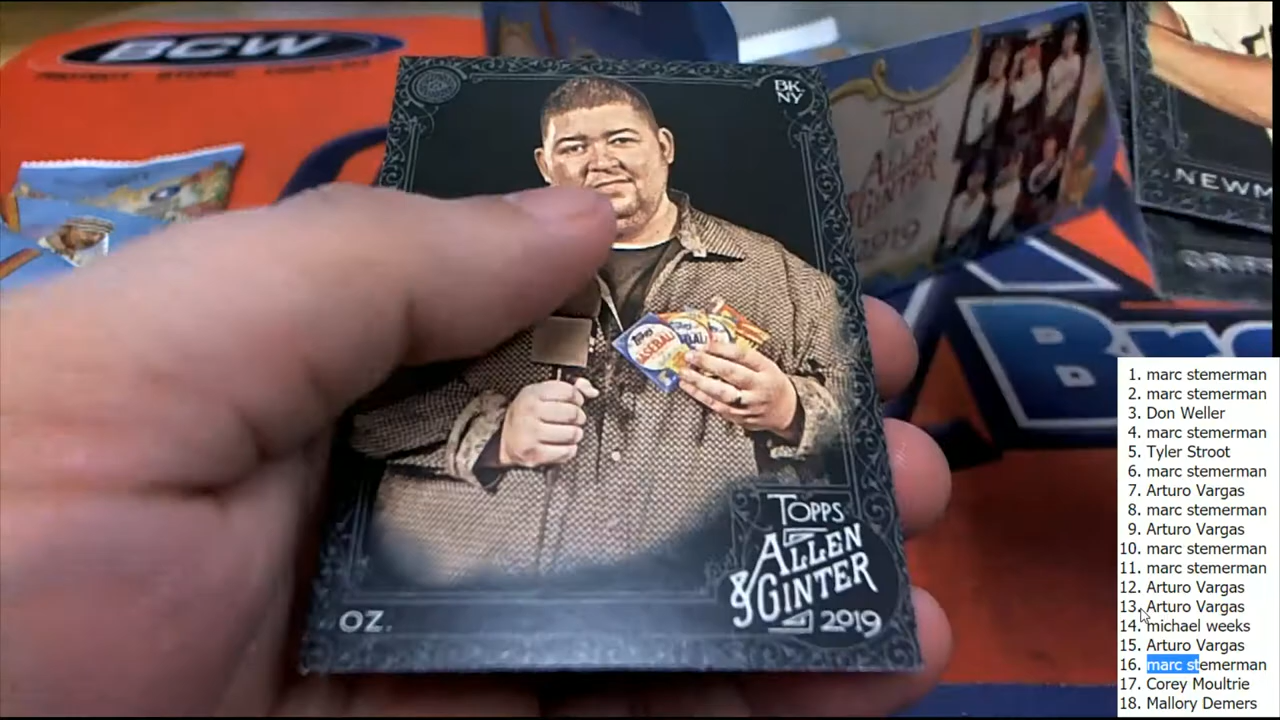 BCW
BK.
NY
TOPPS
ALLEN
& GINTER
2019
NEWM
TOPPS
BASEBALL
Bre
TOPPS
ALLEN
& GINTER
2019
OZ.
1. marc stemerman
2. marc stemerman
3. Don Weller
4. marc stemerman
5. Tyler Stroot
6. marc stemerman
7. Arturo Vargas
8. marc stemerman
9. Arturo Vargas
10. marc stemerman
11. marc stemerman
12. Arturo Vargas
13. Arturo Vargas
14. michael weeks
15. Arturo Vargas
16. marc stemerman
17. Corey Moultrie
18. Mallory Demers